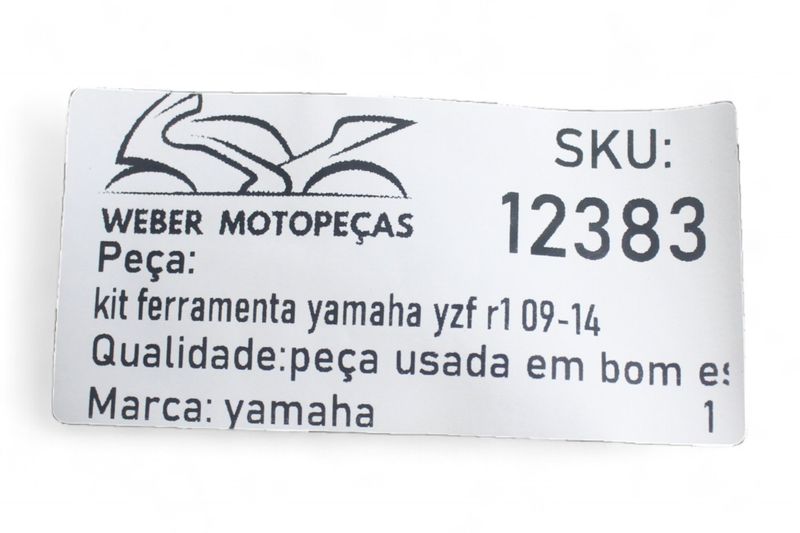 WEBER MOTOPEÇAS
SKU:
12383
Peça:
kit ferramenta yamaha yzf r1 09-14
Qualidade:peça usada em bom es
Marca: yamaha
1